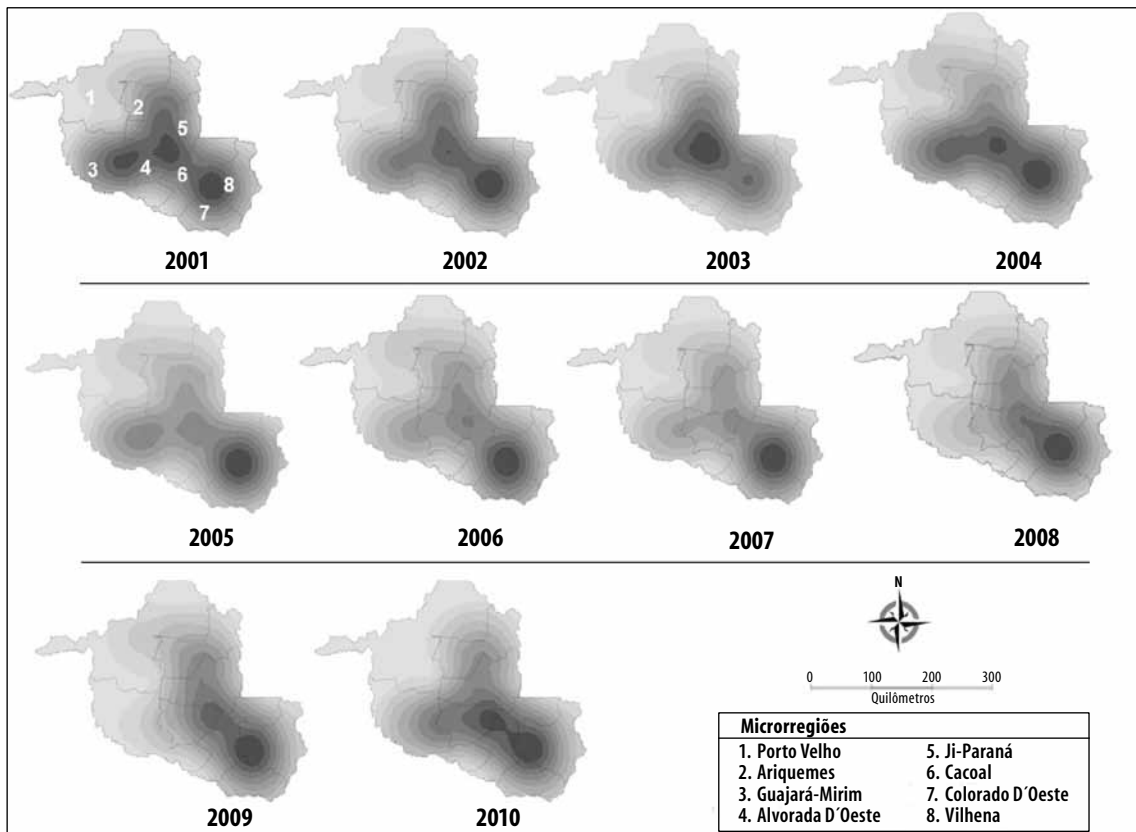 1
2
5
3
4
6
8
7
2001
2002
2003
2004
2005
2006
2007
2008
2009
2010
N
0 100 200 300
Quilômetros
Microrregiões
1. Porto Velho
2. Ariquemes
3. Guajará-Mirim
4. Alvorada D´Oeste
5. Ji-Paraná
6. Cacoal
7. Colorado D´Oeste
8. Vilhena